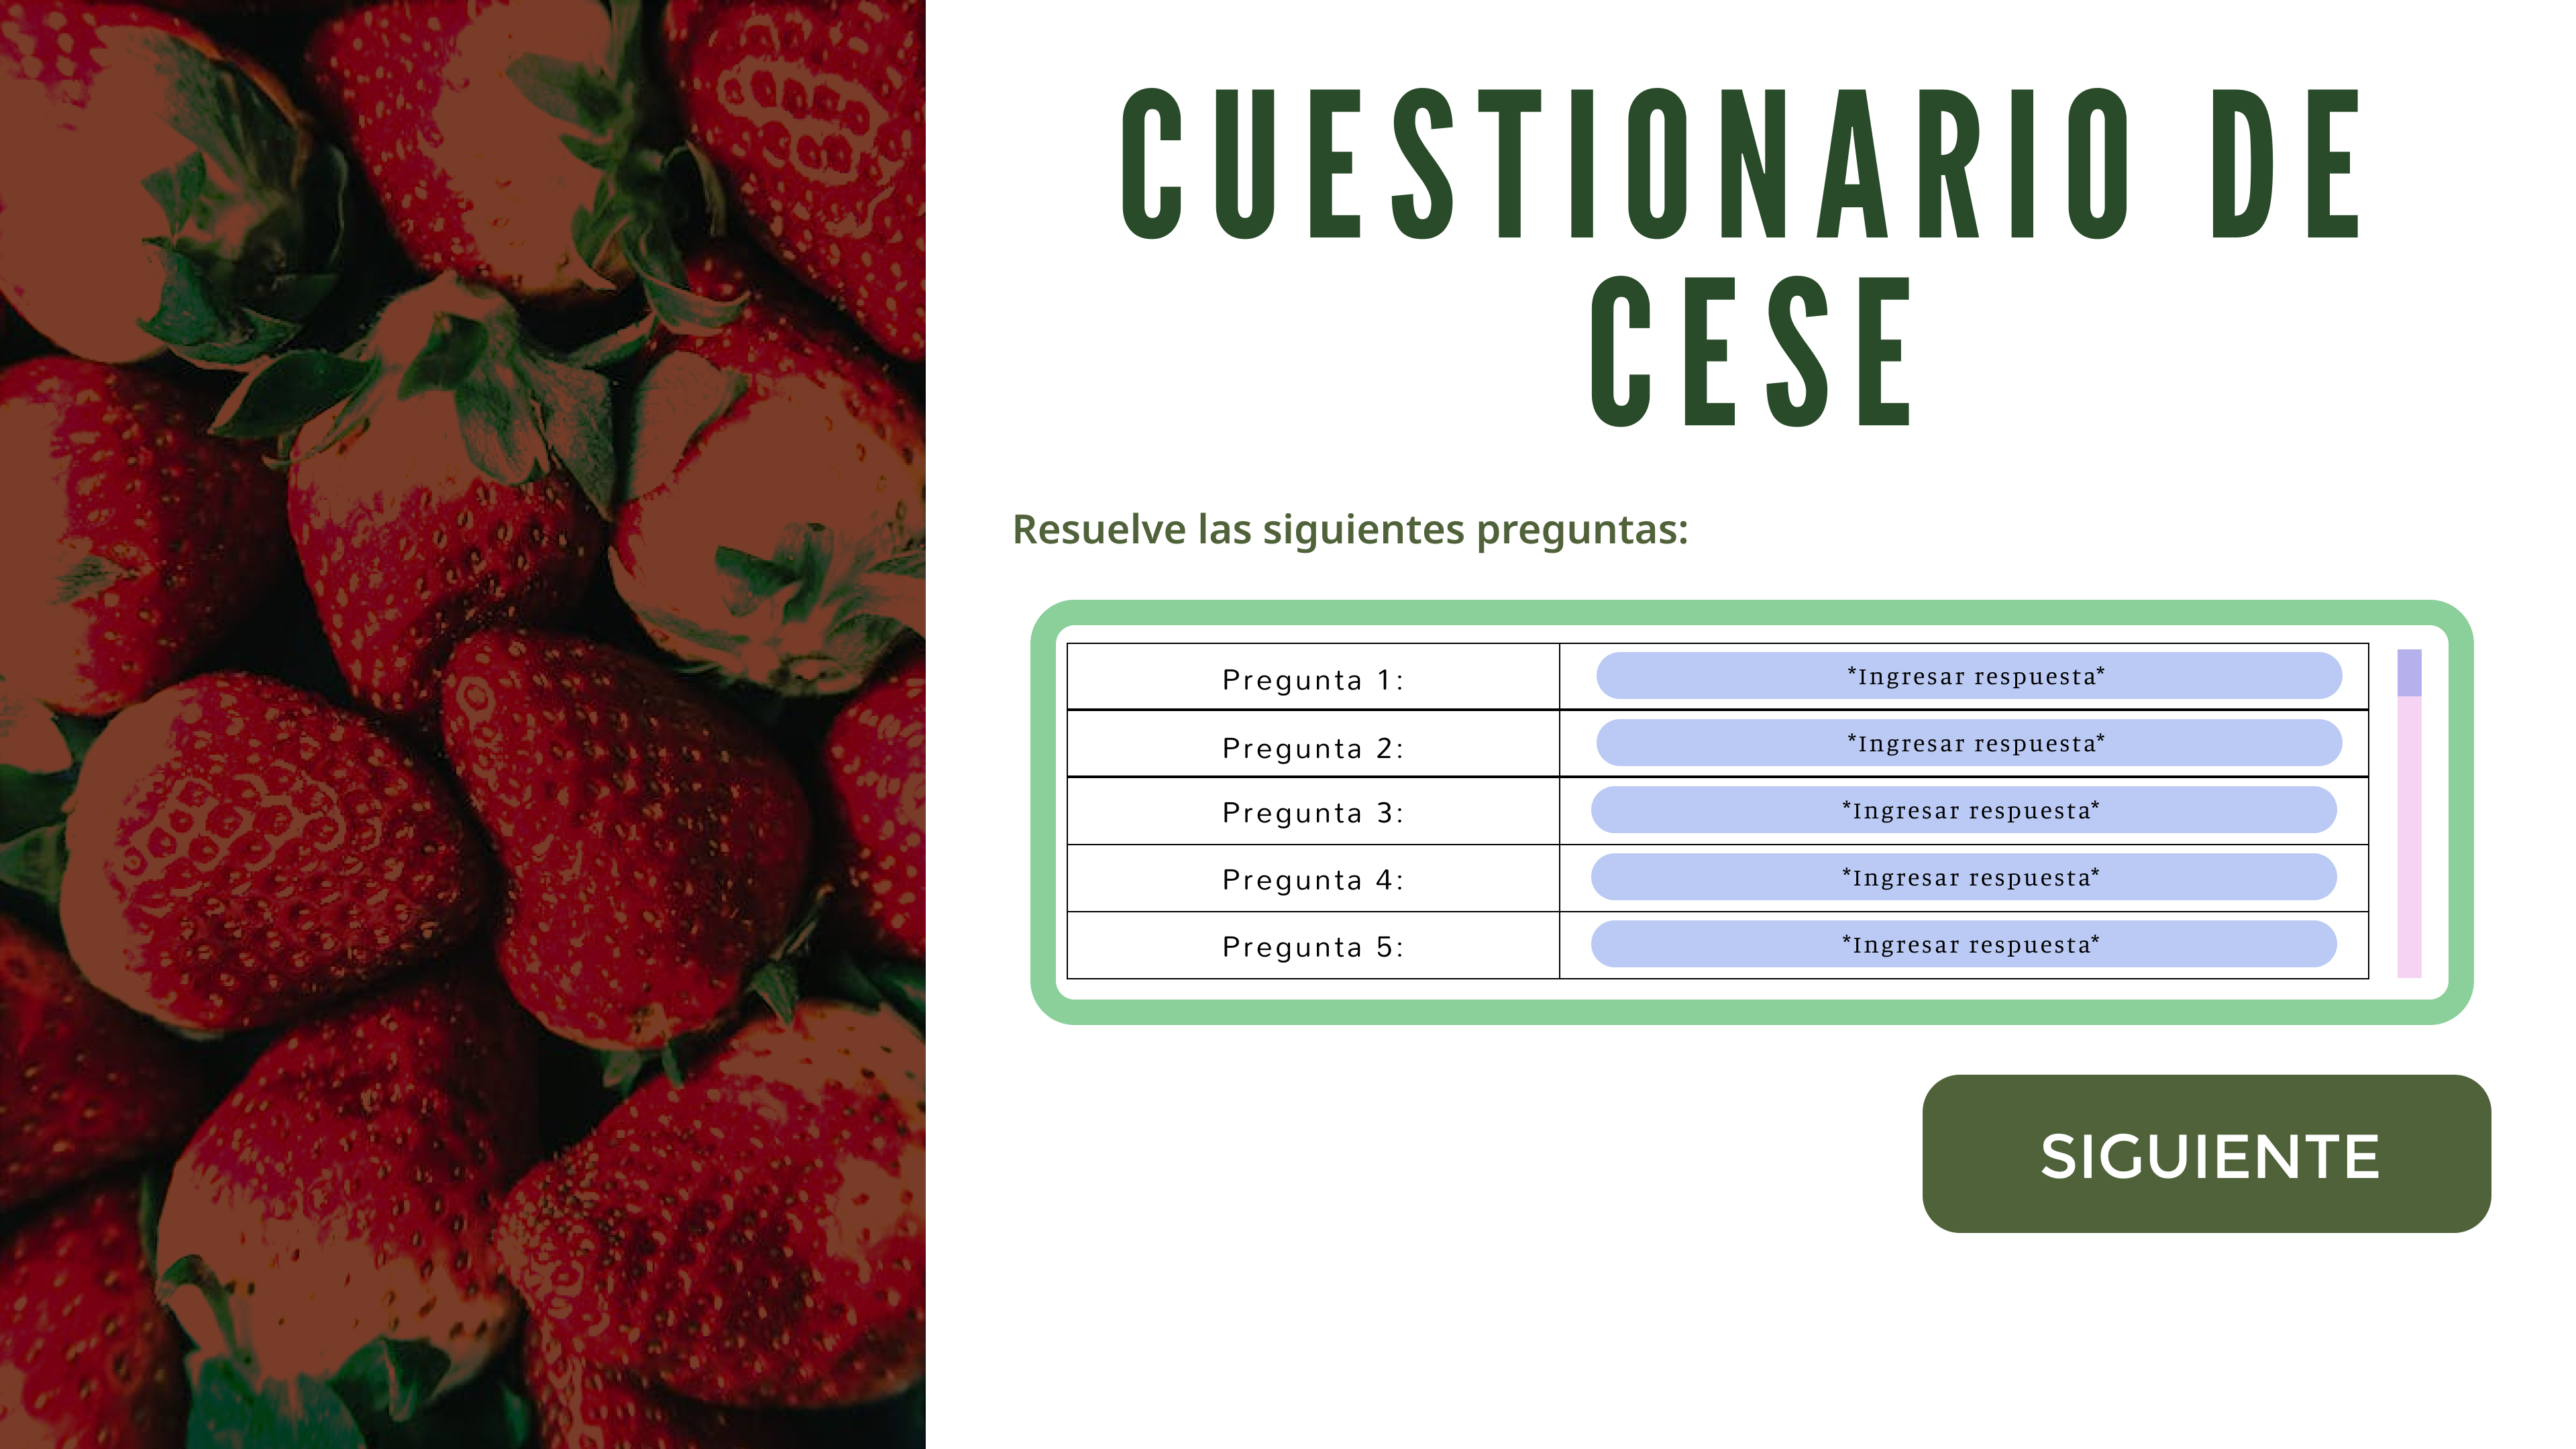 CUESTIONARIO DE
CESE
Resuelve las siguientes preguntas:
Pregunta 1:
*Ingresar respuesta*
Pregunta 2:
*Ingresar respuesta*
Pregunta 3:
*Ingresar respuesta*
Pregunta 4:
*Ingresar respuesta*
Pregunta 5:
*Ingresar respuesta*
SIGUIENTE